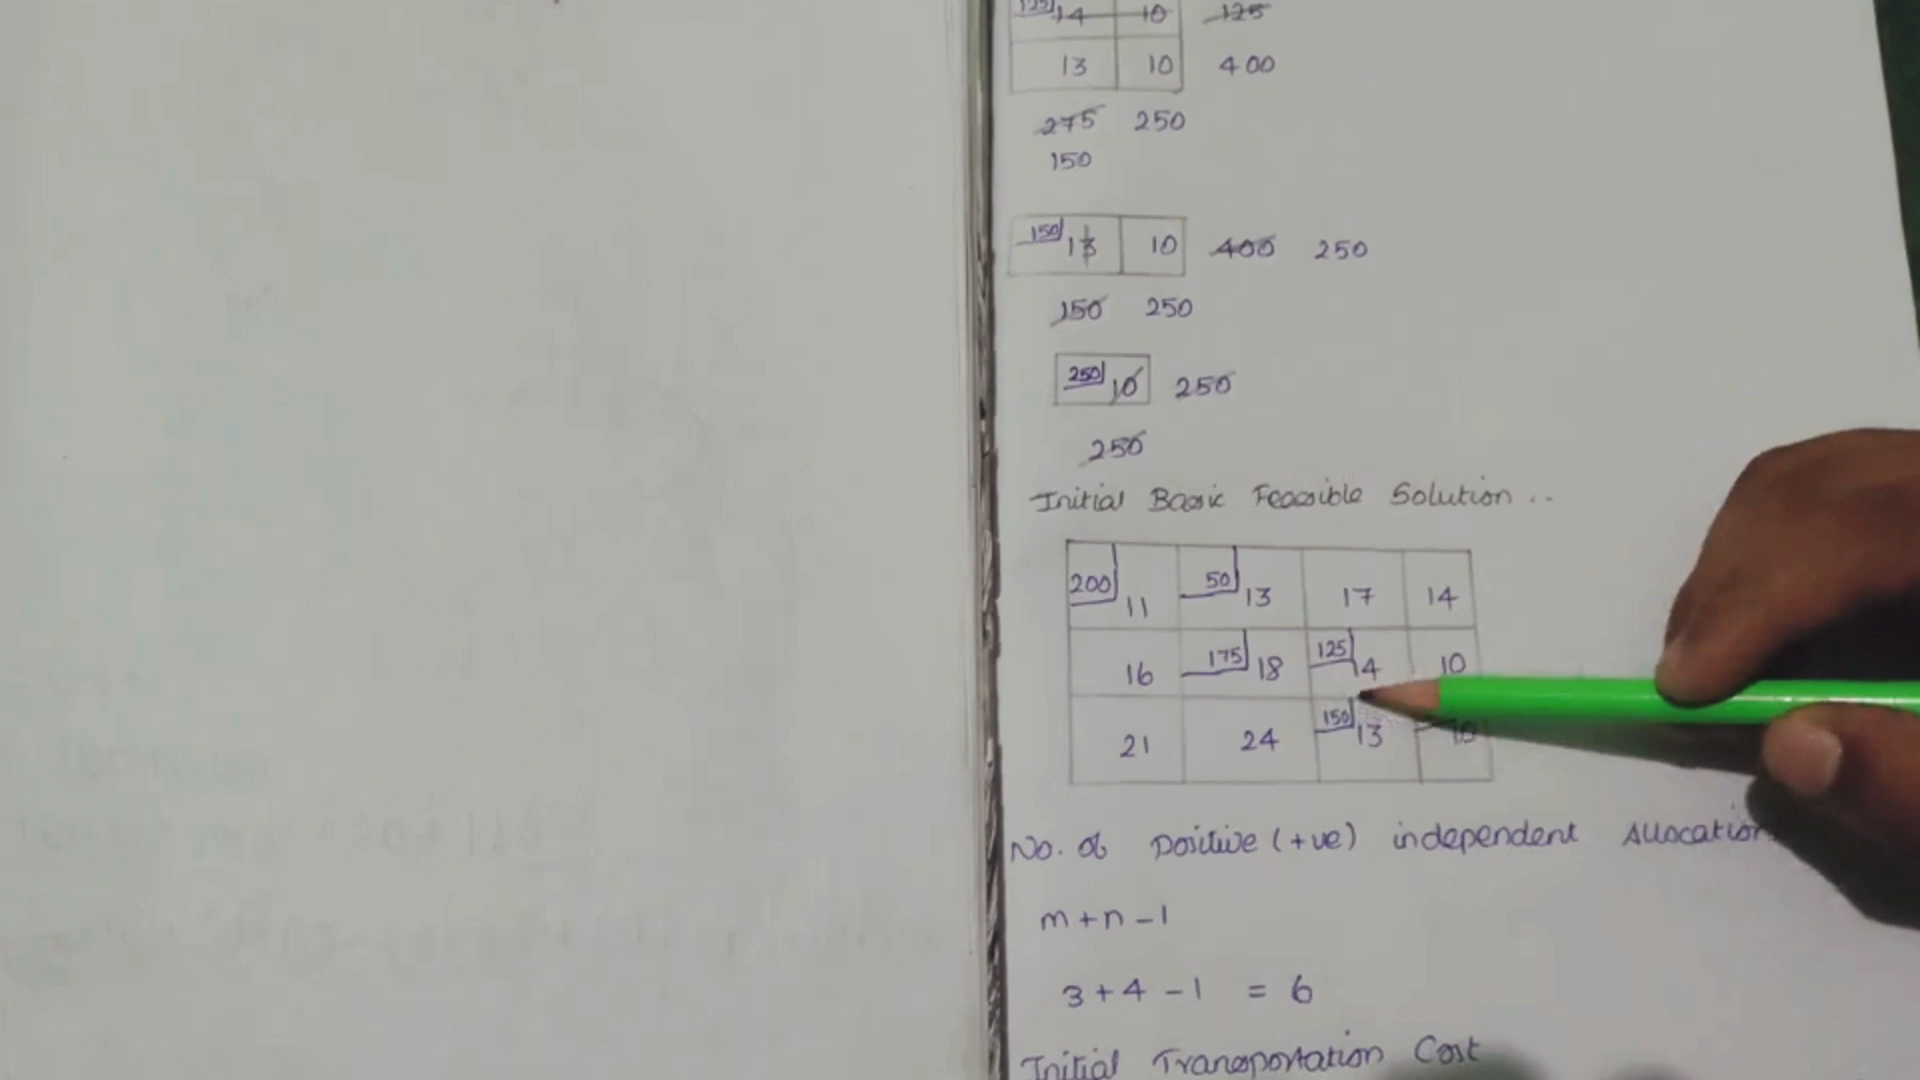 125 14 10 125
13 10 400
275 250
150
150 13 10 400 250
150 250
250 10 250
250
Initial Basic Feasible Solution..
200 11 50 13 17 14
16 175 18 125 14 10
21 24 150 13 10
No. of positive (+ve) independent Allocation
m+n-1
3+4-1 = 6
Initial Transportation Cost